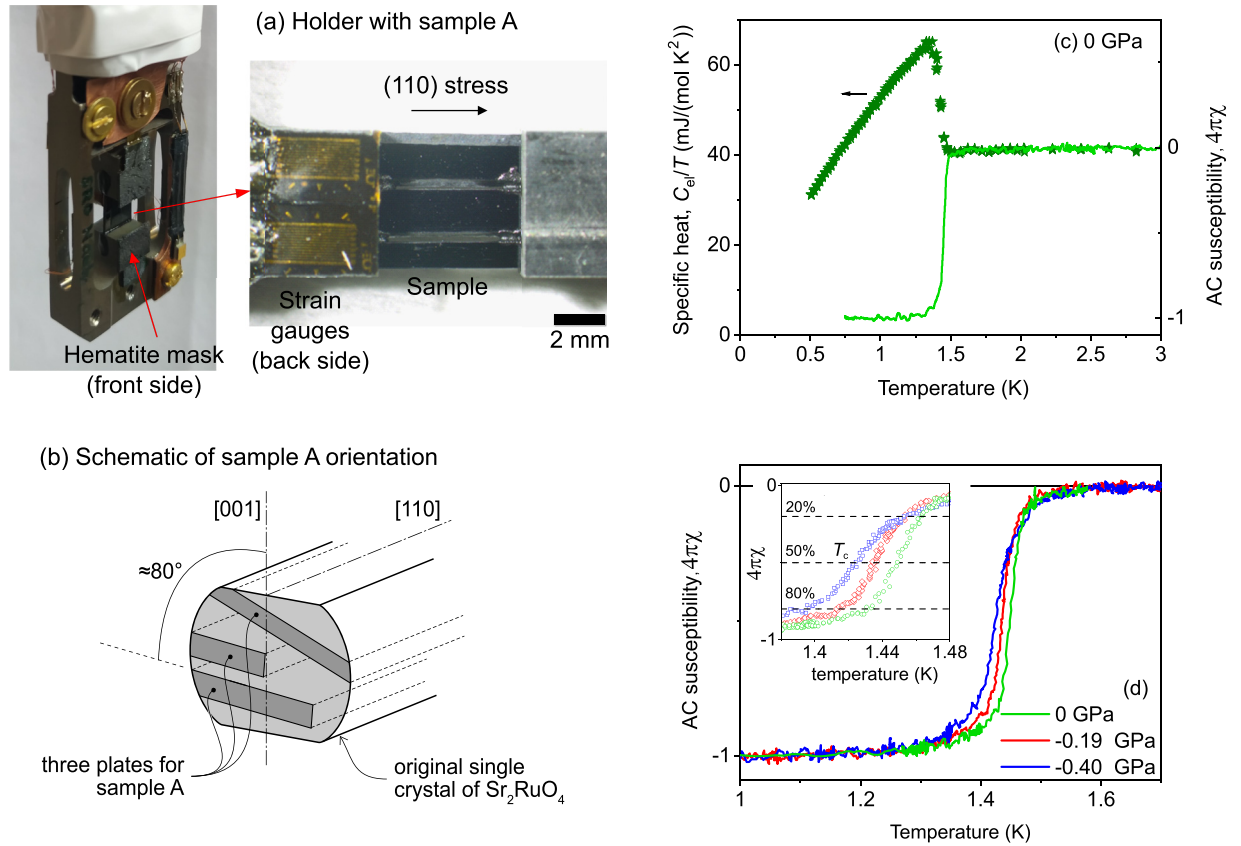 (a) Holder with sample A
(110) stress
Strain
gauges
(back side)
Sample
2 mm
Hematite mask
(front side)
(b) Schematic of sample A orientation
[001]
[110]
≈80°
three plates for
sample A
original single
crystal of Sr₂RuO₄
(c) 0 GPa
Specific heat, C_el/T (mJ/(mol K²))
60
40
20
0
AC susceptibility, 4πχ
0
-1
0
0.5
1
1.5
2
2.5
3
Temperature (K)
(d)
AC susceptibility, 4πχ
0
-1
1
1.2
1.4
1.6
Temperature (K)
0 GPa
-0.19 GPa
-0.40 GPa
4πχ
0
-1
20%
50%
80%
T_c
1.4
1.44
1.48
temperature (K)